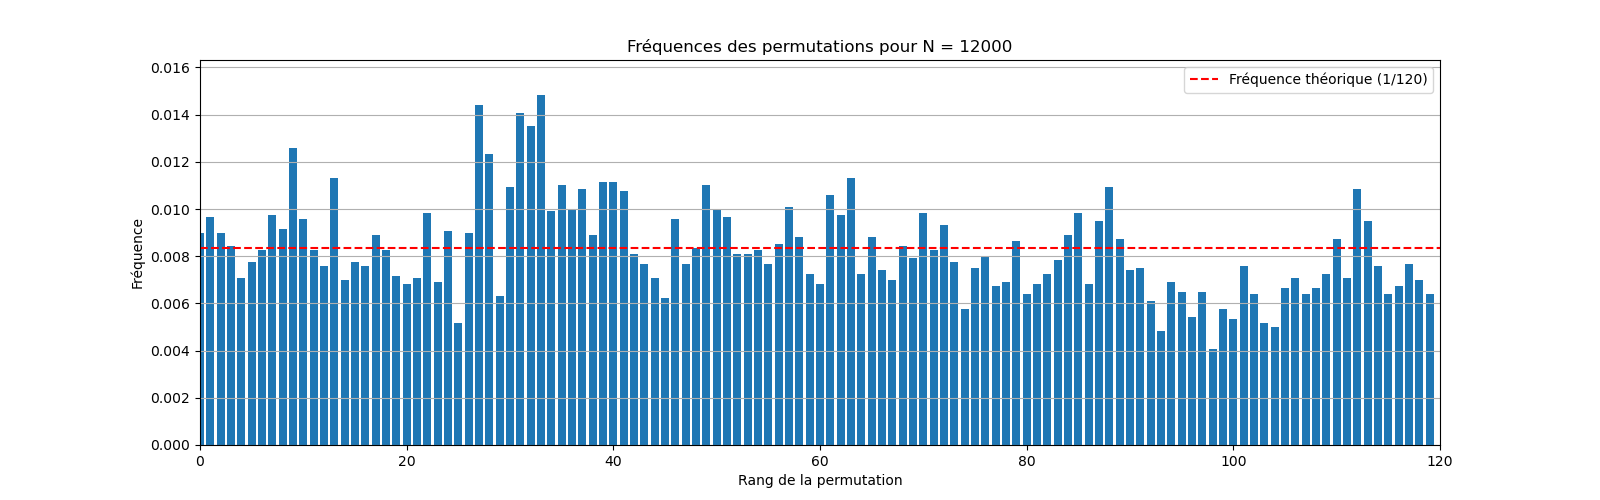 Fréquences des permutations pour N = 12000
Fréquence théorique (1/120)
0.016
0.014
0.012
0.010
0.008
0.006
0.004
0.002
0.000
Fréquence
0 20 40 60 80 100 120
Rang de la permutation